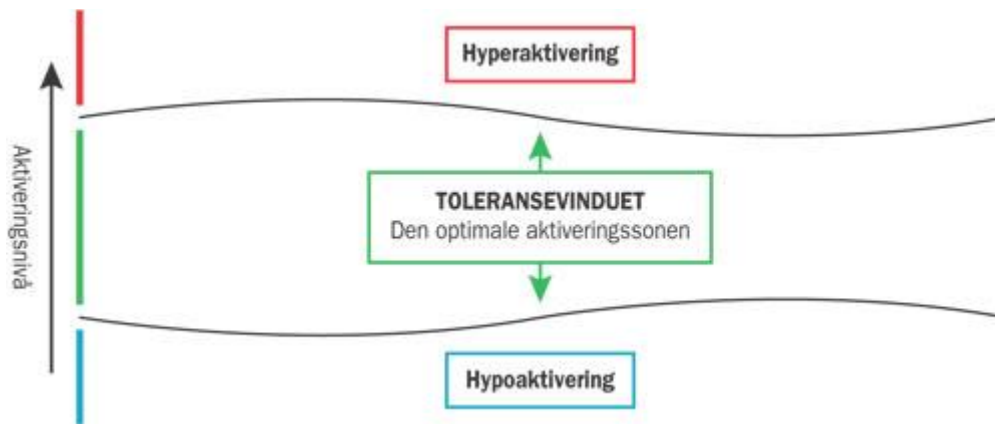 Hyperaktivering
Aktiveringsnivå
TOLERANSEVINDUET
Den optimale aktiveringssonen
Hypoaktivering